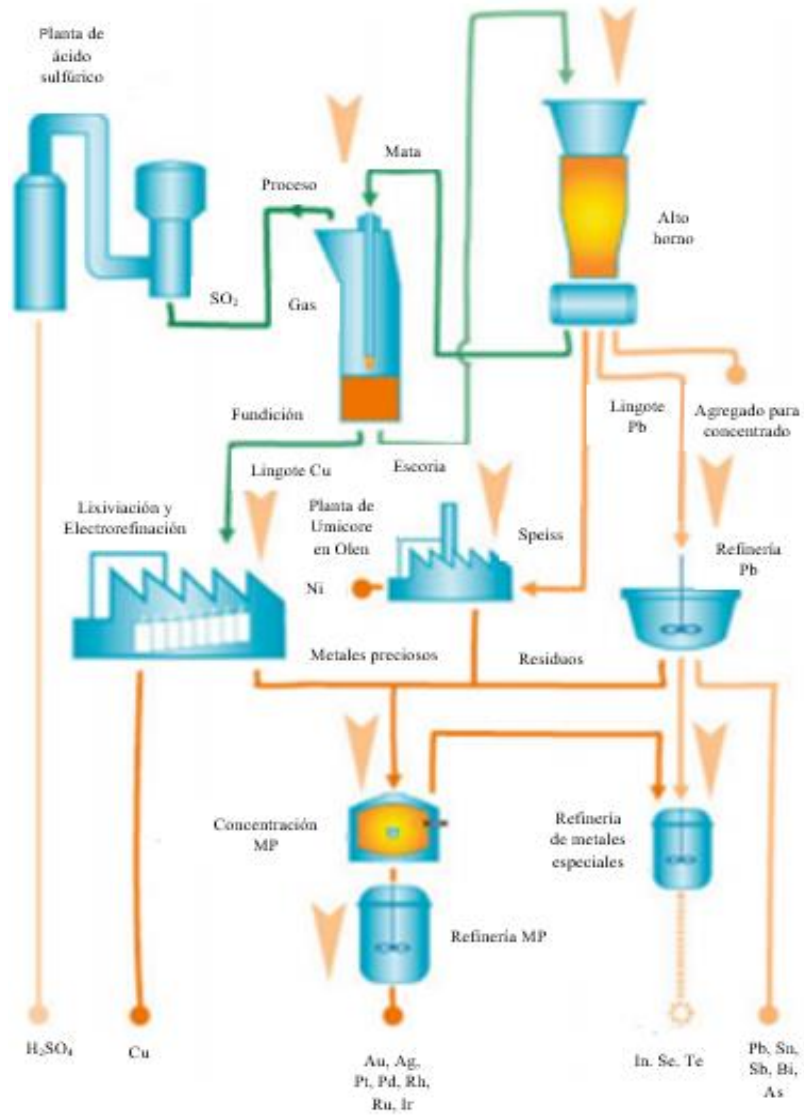 Planta de
ácido
sulfúrico
Mata
Proceso
Alto
horno
SO₂
Gas
Fundición
Lingote
Pb
Agregado para
concentrado
Lingote Cu
Escoria
Lixiviación y
Electrorefinación
Planta de
Umicore
en Olen
Speiss
Refinería
Pb
Ni
Metales preciosos
Residuos
Concentración
MP
Refinería
de metales
especiales
Refinería MP
H₂SO₄
Cu
Au, Ag,
Pt, Pd, Rh,
Ru, Ir
In. Se. Te
Pb, Sn,
Sb, Bi,
As